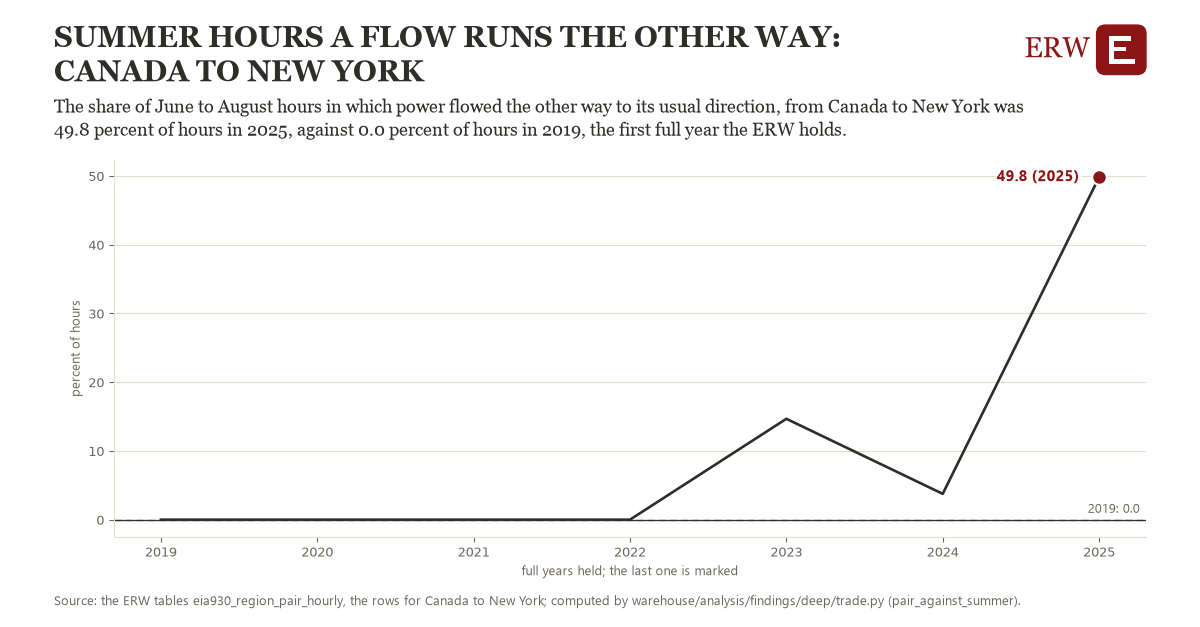 SUMMER HOURS A FLOW RUNS THE OTHER WAY:
CANADA TO NEW YORK
ERW E
The share of June to August hours in which power flowed the other way to its usual direction, from Canada to New York was
49.8 percent of hours in 2025, against 0.0 percent of hours in 2019, the first full year the ERW holds.
percent of hours
50
40
30
20
10
0
49.8 (2025)
2019: 0.0
2019 2020 2021 2022 2023 2024 2025
full years held; the last one is marked
Source: the ERW tables eia930_region_pair_hourly, the rows for Canada to New York; computed by warehouse/analysis/findings/deep/trade.py (pair_against_summer).